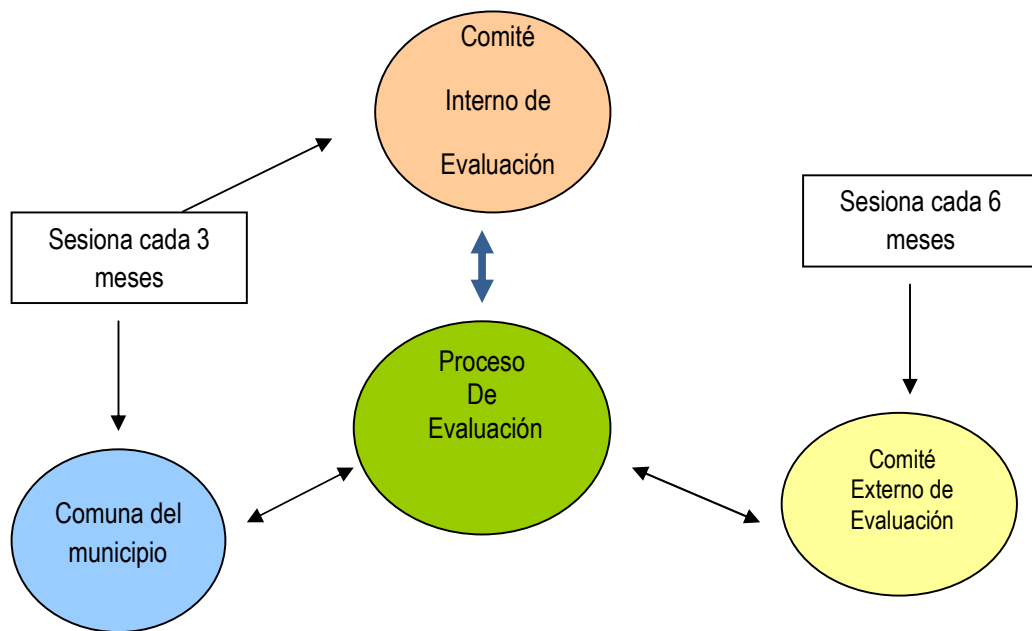 Comité
Interno de
Evaluación
Sesiona cada 3
meses
Sesiona cada 6
meses
Proceso
De
Evaluación
Comuna del
municipio
Comité
Externo de
Evaluación